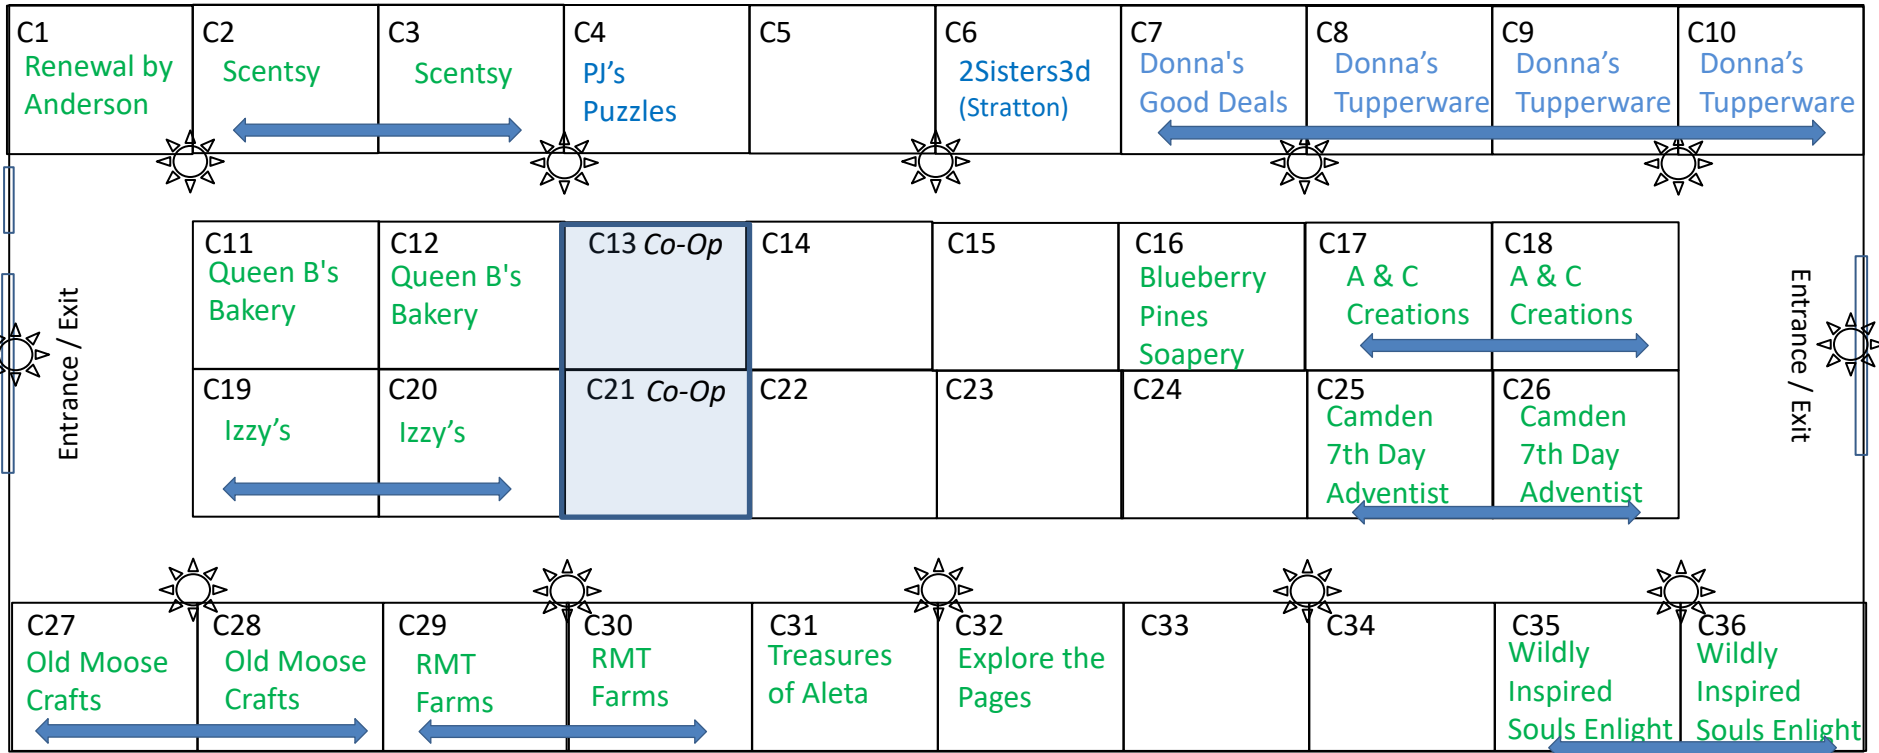 C1
Renewal by
Anderson
C2
Scentsy
C3
Scentsy
C4
PJ's
Puzzles
C5
C6
2Sisters3d
(Stratton)
C7
Donna's
Good Deals
C8
Donna's
Tupperware
C9
Donna's
Tupperware
C10
Donna's
Tupperware
Entrance / Exit
C11
Queen B's
Bakery
C12
Queen B's
Bakery
C13 Co-Op
C14
C15
C16
Blueberry
Pines
Soapery
C17
A & C
Creations
C18
A & C
Creations
Entrance / Exit
C19
Izzy's
C20
Izzy's
C21 Co-Op
C22
C23
C24
C25
Camden
7th Day
Adventist
C26
Camden
7th Day
Adventist
C27
Old Moose
Crafts
C28
Old Moose
Crafts
C29
RMT
Farms
C30
RMT
Farms
C31
Treasures
of Aleta
C32
Explore the
Pages
C33
C34
C35
Wildly
Inspired
Souls Enlight
C36
Wildly
Inspired
Souls Enlight